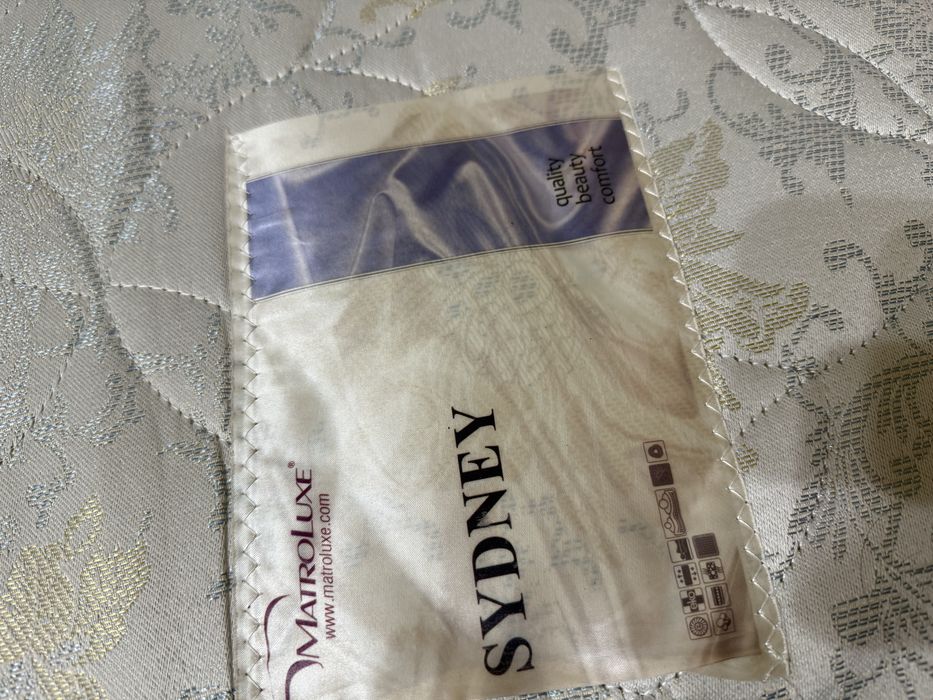 quality
beauty
comfort
MATROLUXE®
www.matroluxe.com
SYDNEY